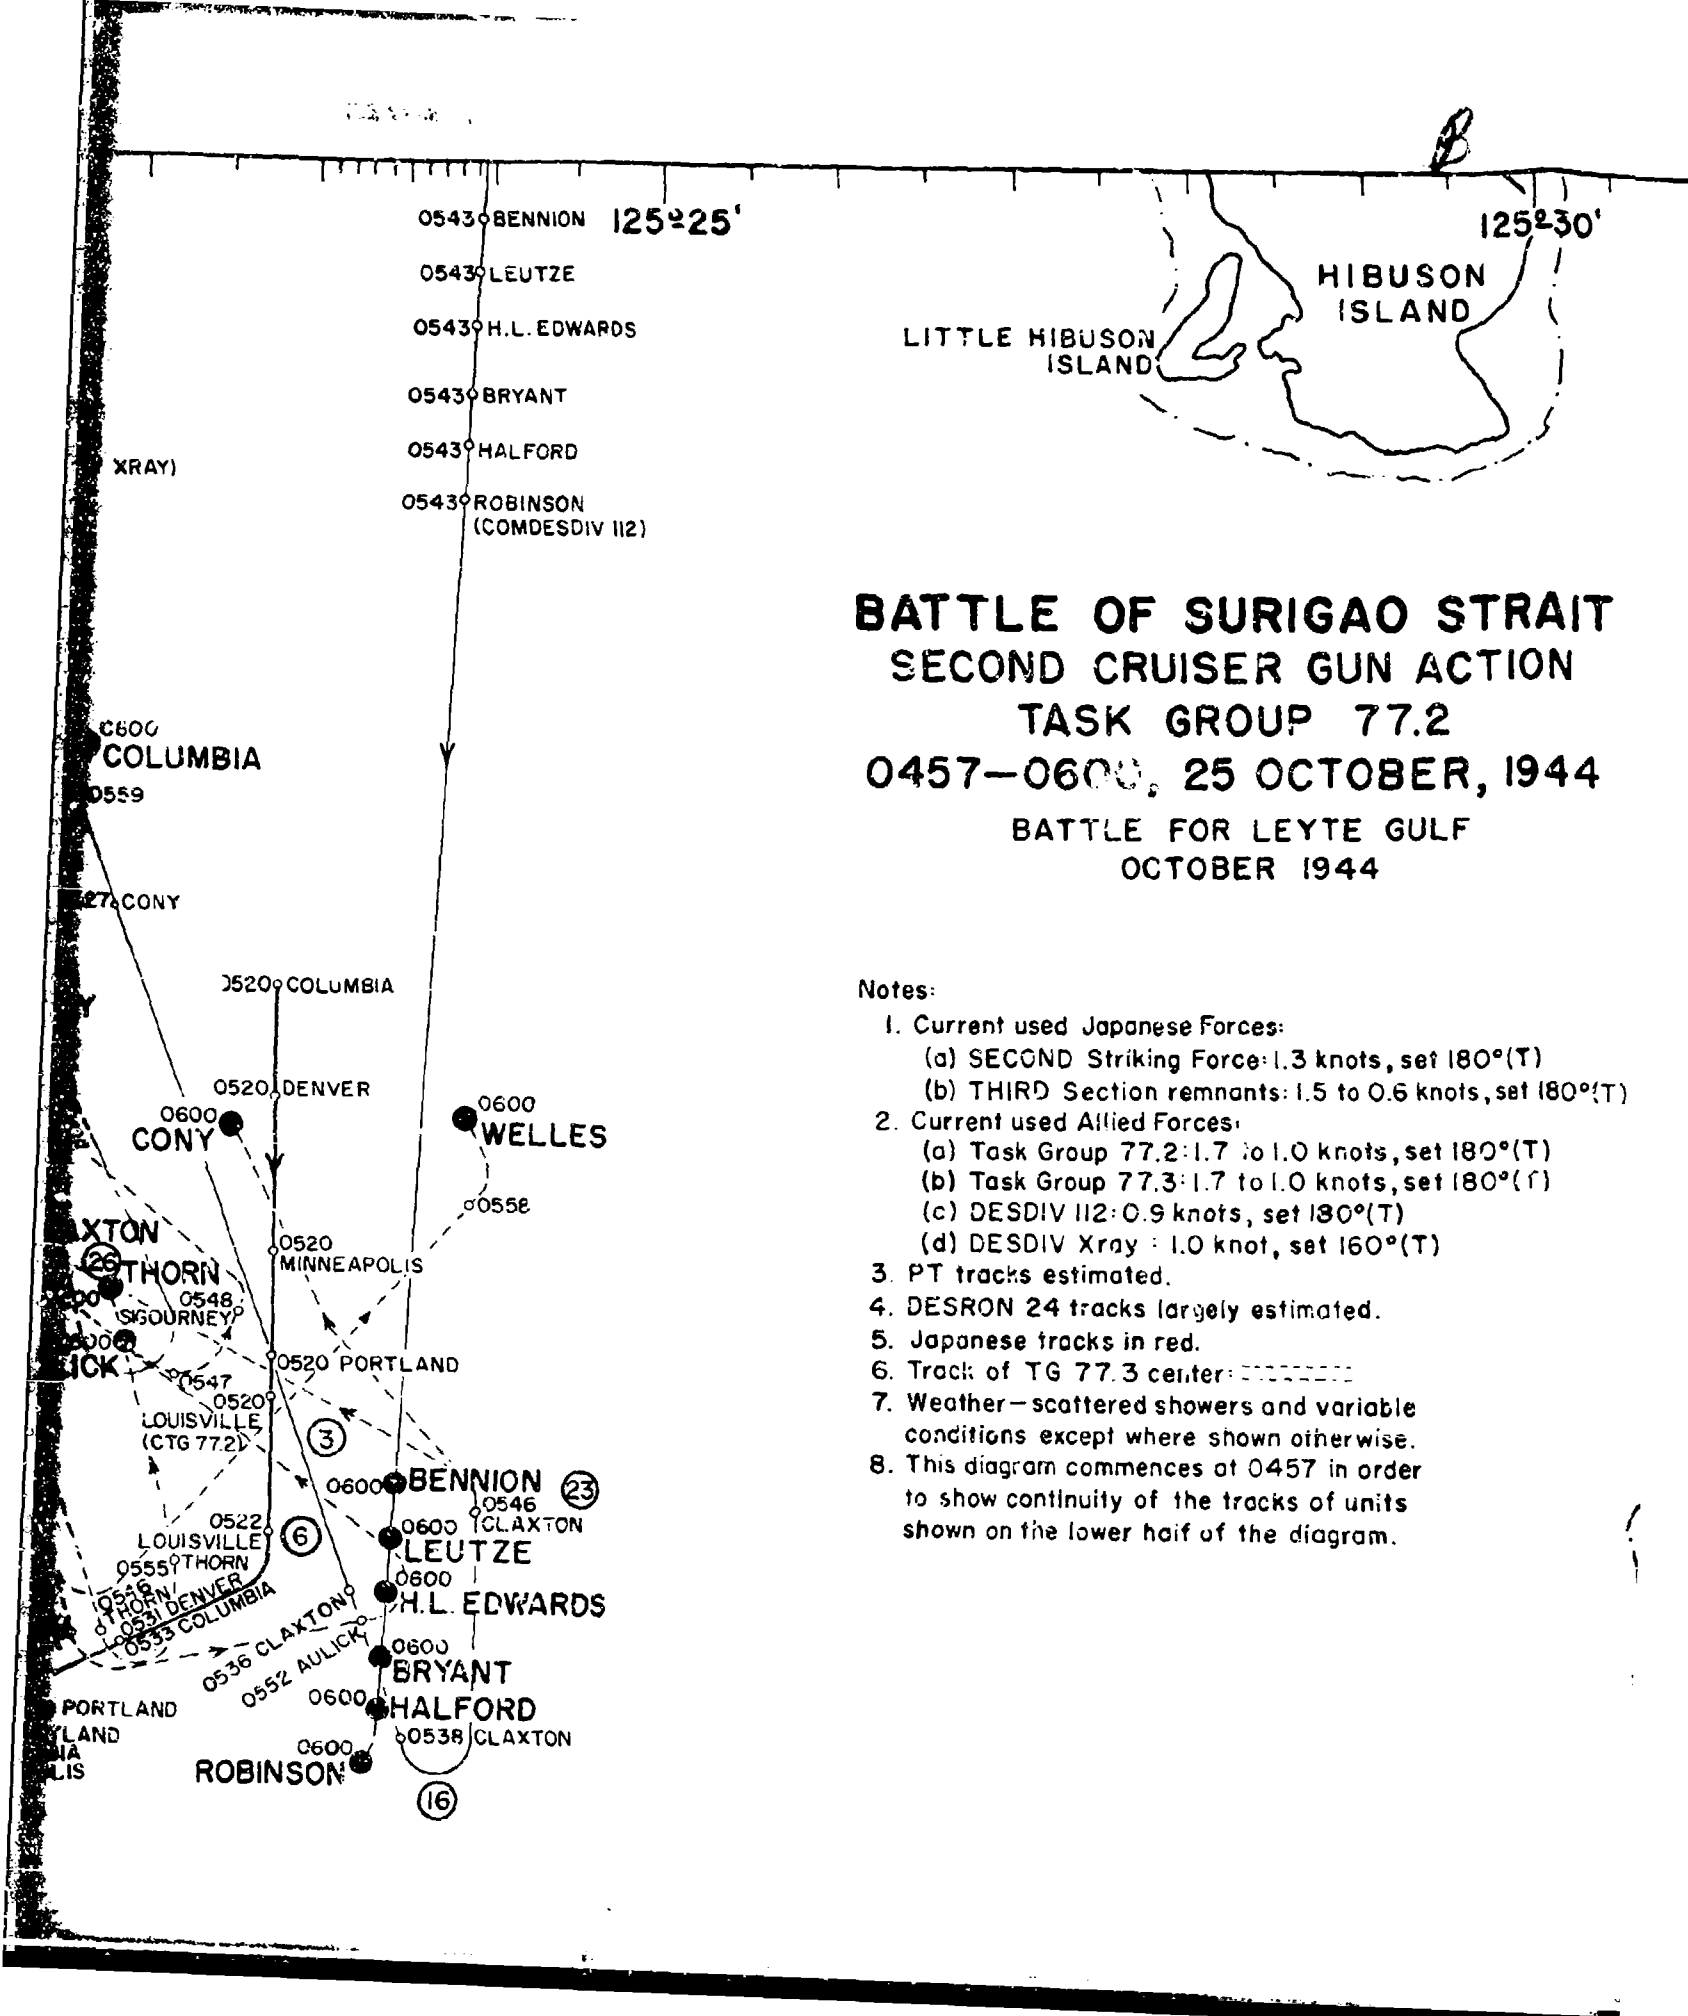 B
0543 BENNION
125°25'
125°30'
0543 LEUTZE
HIBUSON
ISLAND
0543 H.L. EDWARDS
LITTLE HIBUSON
ISLAND
0543 BRYANT
0543 HALFORD
XRAY)
0543 ROBINSON
(COMDESDIV 112)
BATTLE OF SURIGAO STRAIT
SECOND CRUISER GUN ACTION
TASK GROUP 77.2
0457-0600, 25 OCTOBER, 1944
BATTLE FOR LEYTE GULF
OCTOBER 1944
0600
COLUMBIA
0559
27 CONY
0520 COLUMBIA
0520 DENVER
0600
CONY
0600
WELLES
0558
0520
MINNEAPOLIS
AXTON
26
THORN
0548
SIGOURNEY
ICK
0547
0520 PORTLAND
0520
LOUISVILLE
(CTG 77.2)
3
0600 BENNION
23
0546
CLAXTON
0522
LOUISVILLE
6
0600
LEUTZE
0555 THORN
0600
H.L. EDWARDS
THORN
0531 DENVER
0533 COLUMBIA
0536 CLAXTON
0552 AULICK
0600
BRYANT
0600 HALFORD
PORTLAND
0538 CLAXTON
0600
ROBINSON
16
Notes:
1. Current used Japanese Forces:
(a) SECOND Striking Force: 1.3 knots, set 180°(T)
(b) THIRD Section remnants: 1.5 to 0.6 knots, set 180°(T)
2. Current used Allied Forces:
(a) Task Group 77.2: 1.7 to 1.0 knots, set 180°(T)
(b) Task Group 77.3: 1.7 to 1.0 knots, set 180°(T)
(c) DESDIV 112: 0.9 knots, set 180°(T)
(d) DESDIV Xray : 1.0 knot, set 160°(T)
3. PT tracks estimated.
4. DESRON 24 tracks largely estimated.
5. Japanese tracks in red.
6. Track of TG 77.3 center:
7. Weather—scattered showers and variable
conditions except where shown otherwise.
8. This diagram commences at 0457 in order
to show continuity of the tracks of units
shown on the lower half of the diagram.